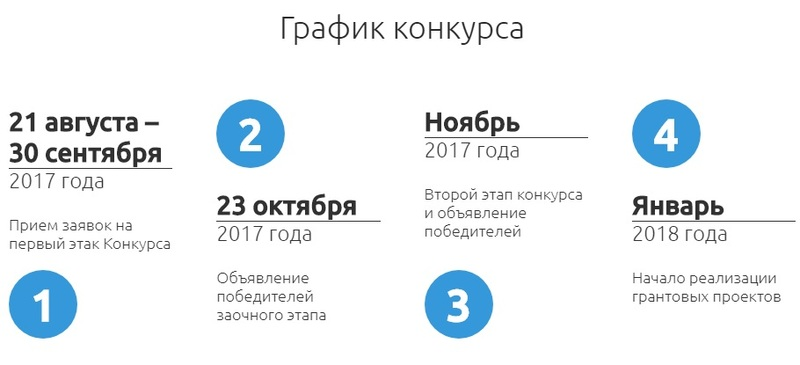 График конкурса
21 августа –
30 сентября
2017 года
Прием заявок на
первый этак Конкурса
1
2
23 октября
2017 года
Объявление
победителей
заочного этапа
Ноябрь
2017 года
Второй этап конкурса
и объявление
победителей
3
4
Январь
2018 года
Начало реализации
грантовых проектов